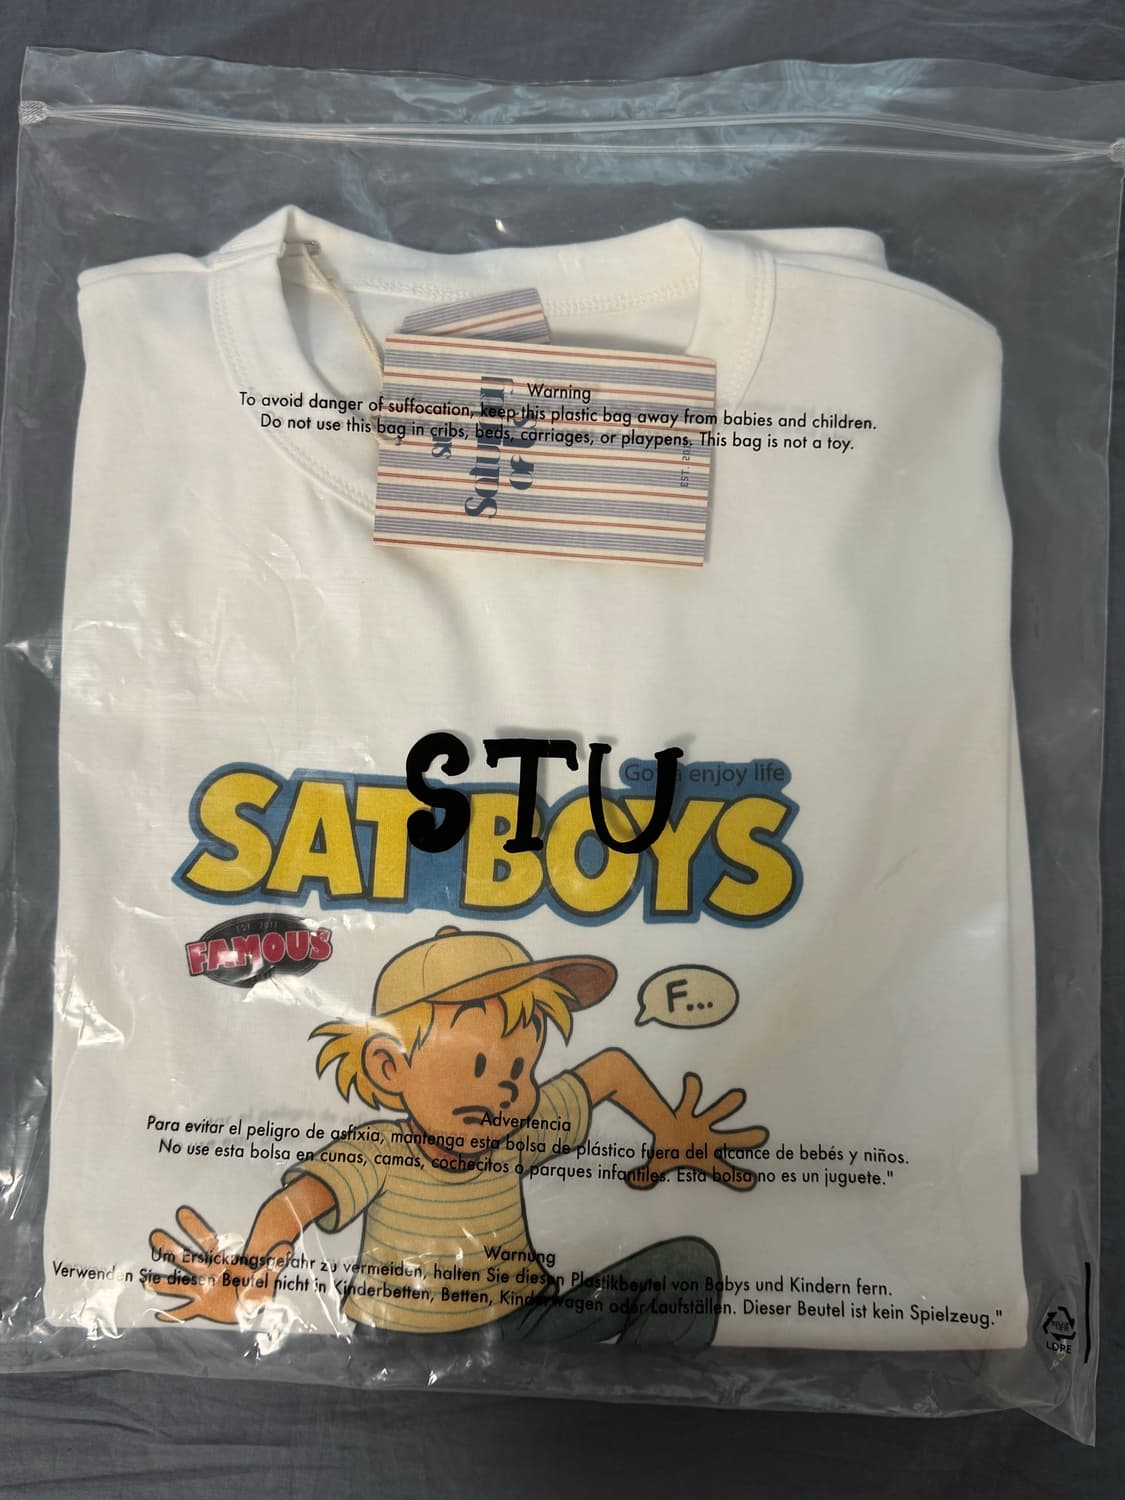 Warning
To avoid danger of suffocation, keep this plastic bag away from babies and children.
Do not use this bag in cribs, beds, carriages, or playpens. This bag is not a toy.
STU
enjoy life
SAT BOYS
FAMOUS
F...
Advertencia
Para evitar el peligro de asfixia, mantenga esta bolsa de plástico fuera del alcance de bebés y niños.
No use esta bolsa en cunas, camas, cochecitos o parques infantiles. Esta bolsa no es un juguete."
Warnung
Um Erstickungsgefahr zu vermeiden, halten Sie diesen Plastikbeutel von Babys und Kindern fern.
Verwenden Sie diesen Beutel nicht in Kinderbetten, Betten, Kinderwagen oder Laufställen. Dieser Beutel ist kein Spielzeug."
LDPE